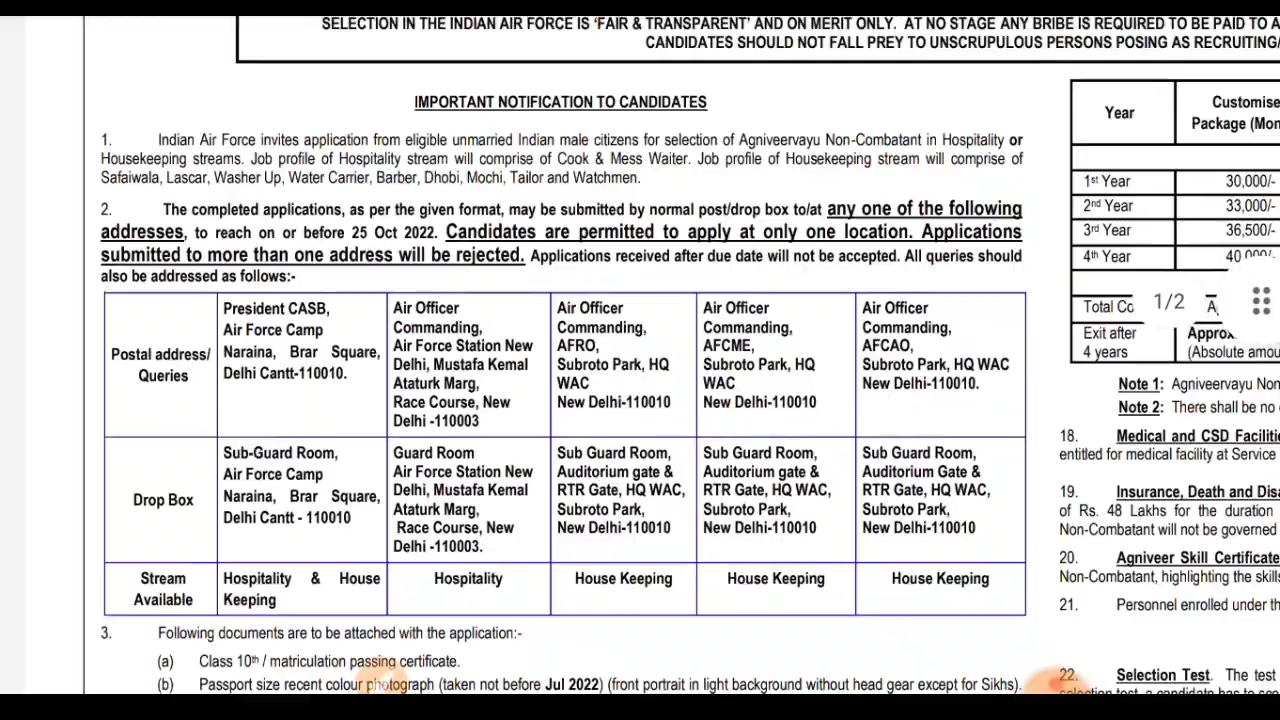 SELECTION IN THE INDIAN AIR FORCE IS 'FAIR & TRANSPARENT' AND ON MERIT ONLY. AT NO STAGE ANY BRIBE IS REQUIRED TO BE PAID TO A
CANDIDATES SHOULD NOT FALL PREY TO UNSCRUPULOUS PERSONS POSING AS RECRUITING/
IMPORTANT NOTIFICATION TO CANDIDATES
1. Indian Air Force invites application from eligible unmarried Indian male citizens for selection of Agniveervayu Non-Combatant in Hospitality or
Housekeeping streams. Job profile of Hospitality stream will comprise of Cook & Mess Waiter. Job profile of Housekeeping stream will comprise of
Safaiwala, Lascar, Washer Up, Water Carrier, Barber, Dhobi, Mochi, Tailor and Watchmen.
2. The completed applications, as per the given format, may be submitted by normal post/drop box to/at any one of the following
addresses, to reach on or before 25 Oct 2022. Candidates are permitted to apply at only one location. Applications
submitted to more than one address will be rejected. Applications received after due date will not be accepted. All queries should
also be addressed as follows:-
Postal address/
Queries
President CASB,
Air Force Camp
Naraina, Brar Square,
Delhi Cantt-110010.
Air Officer
Commanding,
Air Force Station New
Delhi, Mustafa Kemal
Ataturk Marg,
Race Course, New
Delhi -110003
Air Officer
Commanding,
AFRO,
Subroto Park, HQ
WAC
New Delhi-110010
Air Officer
Commanding,
AFCME,
Subroto Park, HQ
WAC
New Delhi-110010
Air Officer
Commanding,
AFCAO,
Subroto Park, HQ WAC
New Delhi-110010.
Drop Box
Sub-Guard Room,
Air Force Camp
Naraina, Brar Square,
Delhi Cantt - 110010
Guard Room
Air Force Station New
Delhi, Mustafa Kemal
Ataturk Marg,
Race Course, New
Delhi -110003.
Sub Guard Room,
Auditorium gate &
RTR Gate, HQ WAC,
Subroto Park,
New Delhi-110010
Sub Guard Room,
Auditorium gate &
RTR Gate, HQ WAC,
Subroto Park,
New Delhi-110010
Sub Guard Room,
Auditorium Gate &
RTR Gate, HQ WAC,
Subroto Park,
New Delhi-110010
Stream
Available
Hospitality & House
Keeping
Hospitality
House Keeping
House Keeping
House Keeping
3. Following documents are to be attached with the application:-
(a) Class 10th / matriculation passing certificate.
(b) Passport size recent colour photograph (taken not before Jul 2022) (front portrait in light background without head gear except for Sikhs).
Year Customise
Package (Mon
1st Year 30,000/-
2nd Year 33,000/-
3rd Year 36,500/-
4th Year 40
Total Co
1/2
Exit after
4 years
Approx.
(Absolute amou
Note 1: Agniveervayu Non
Note 2: There shall be no
18. Medical and CSD Facilitie
entitled for medical facility at Service
19. Insurance, Death and Disa
of Rs. 48 Lakhs for the duration
Non-Combatant will not be governed
20. Agniveer Skill Certificate
Non-Combatant, highlighting the skills
21. Personnel enrolled under th
22. Selection Test. The test